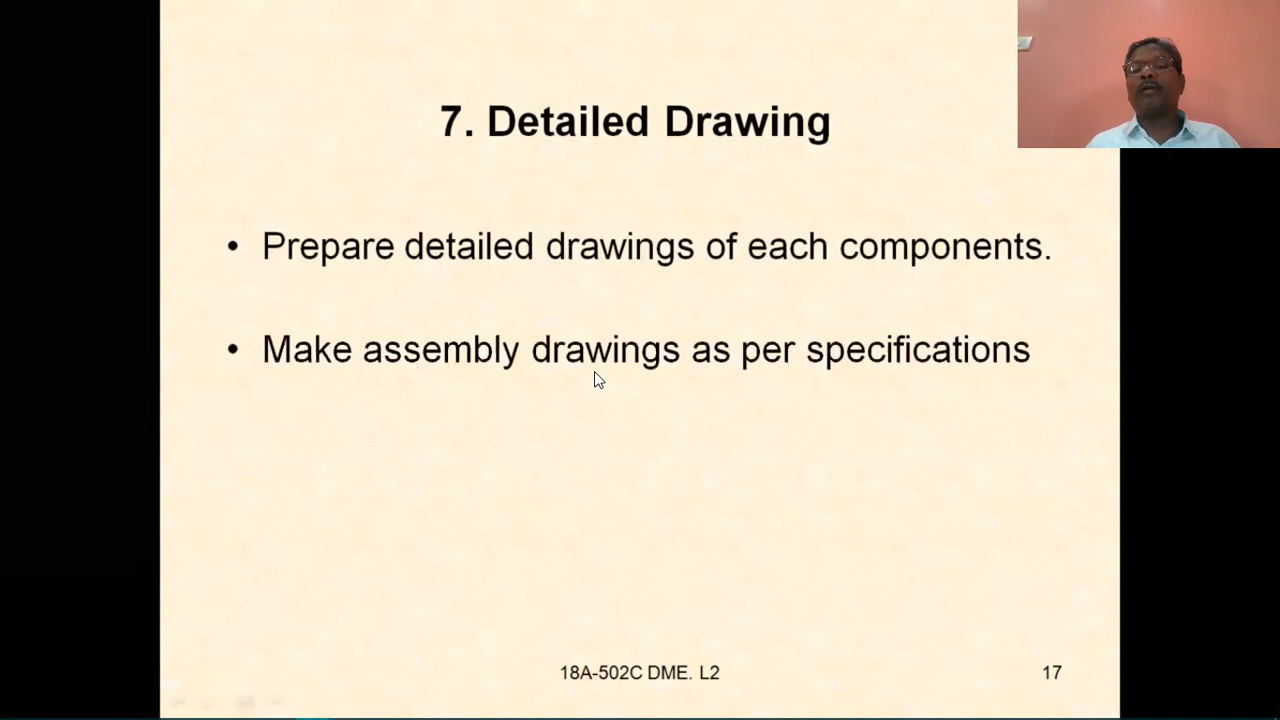 7. Detailed Drawing
• Prepare detailed drawings of each components.
• Make assembly drawings as per specifications
18A-502C DME. L2
17